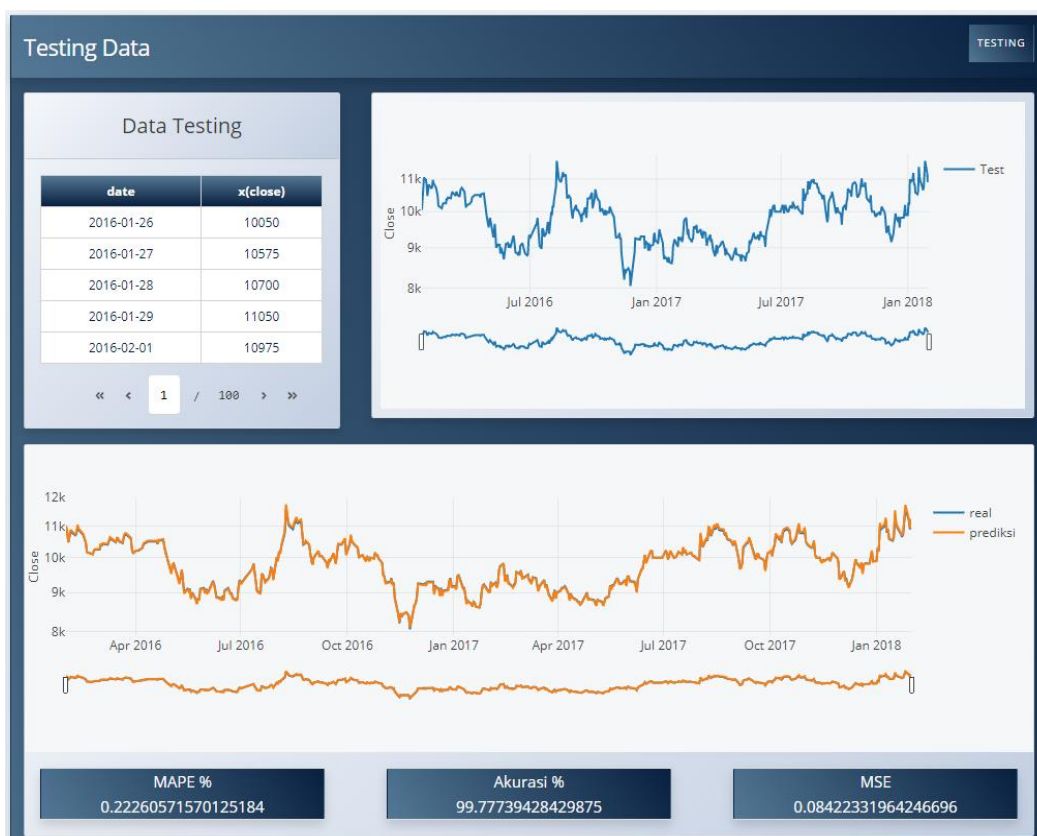 Testing Data
TESTING
Data Testing
date x(close)
2016-01-26 10050
2016-01-27 10575
2016-01-28 10700
2016-01-29 11050
2016-02-01 10975
« ‹ 1 / 100 › »
11k
10k
9k
8k
Close
Jul 2016 Jan 2017 Jul 2017 Jan 2018
Test
12k
11k
10k
9k
8k
Close
Apr 2016 Jul 2016 Oct 2016 Jan 2017 Apr 2017 Jul 2017 Oct 2017 Jan 2018
real
prediksi
MAPE %
0.22260571570125184
Akurasi %
99.77739428429875
MSE
0.08422331964246696